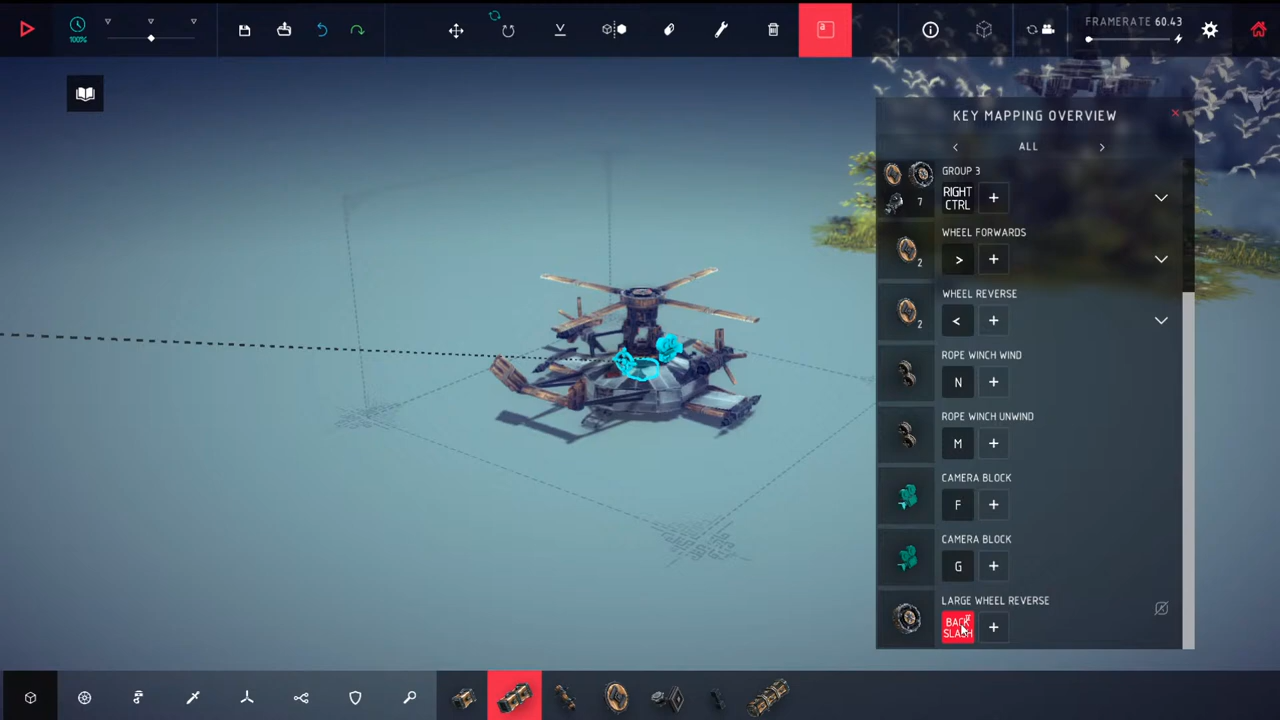 100%
a
FRAMERATE 60.43
KEY MAPPING OVERVIEW
ALL
GROUP 3
7
RIGHT
CTRL
+
WHEEL FORWARDS
2
>
+
WHEEL REVERSE
2
<
+
ROPE WINCH WIND
N
+
ROPE WINCH UNWIND
M
+
CAMERA BLOCK
F
+
CAMERA BLOCK
G
+
LARGE WHEEL REVERSE
BACK
SLASH
+